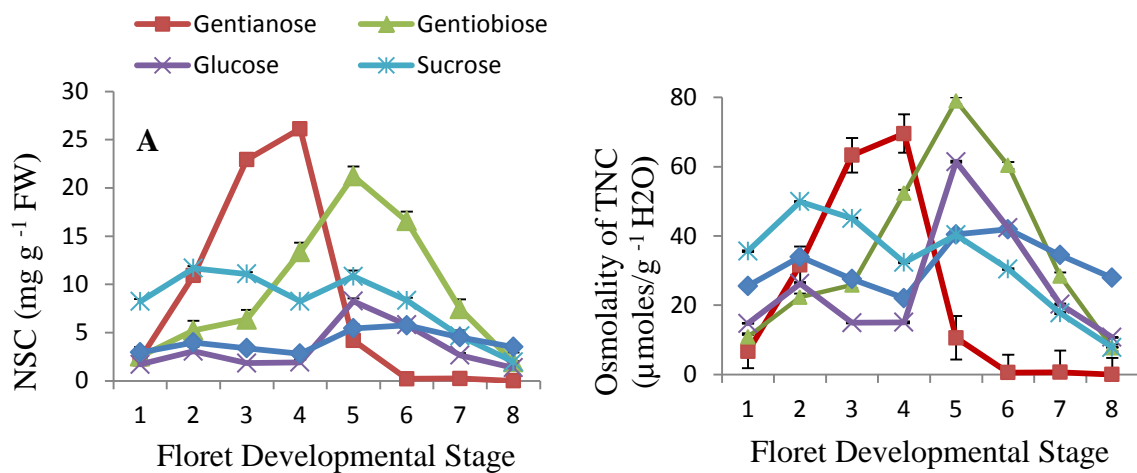 Gentianose Gentiobiose
Glucose Sucrose
A
NSC (mg g -1 FW)
30
25
20
15
10
5
0
1 2 3 4 5 6 7 8
Floret Developmental Stage
Osmolality of TNC
(µmoles/g-1 H2O)
80
60
40
20
0
1 2 3 4 5 6 7 8
Floret Developmental Stage